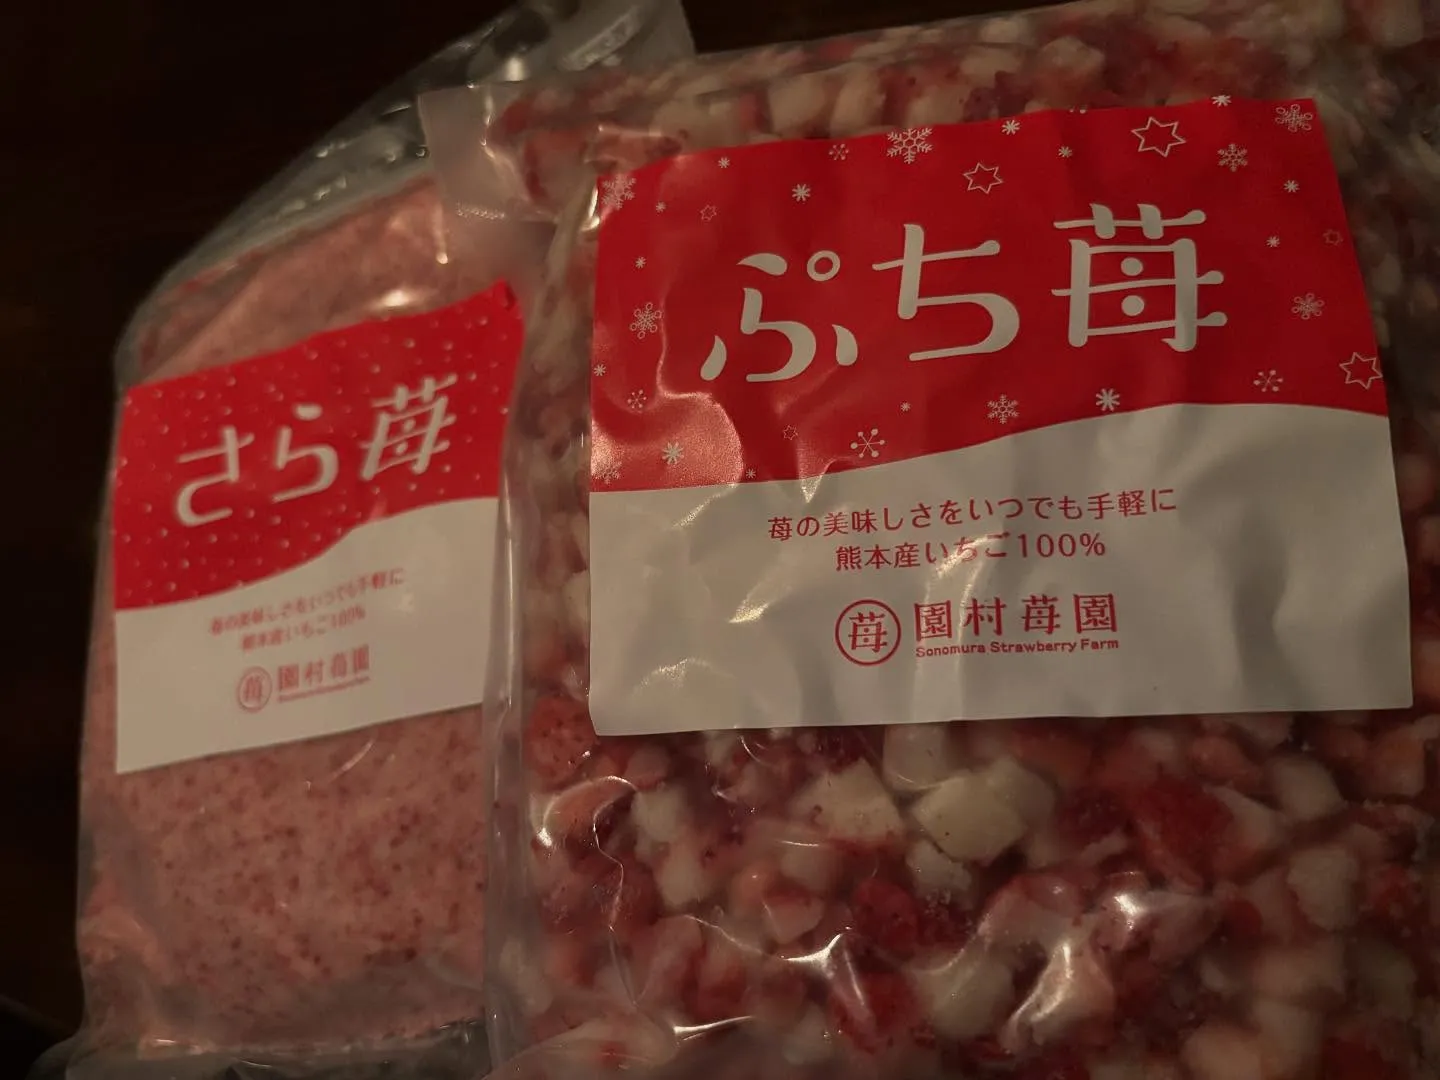 さら苺
苺の美味しさをいつでも手軽に
熊本産いちご100%
苺 園村苺園
ぷち苺
苺の美味しさをいつでも手軽に
熊本産いちご100%
苺 園村苺園
Sonomura Strawberry Farm